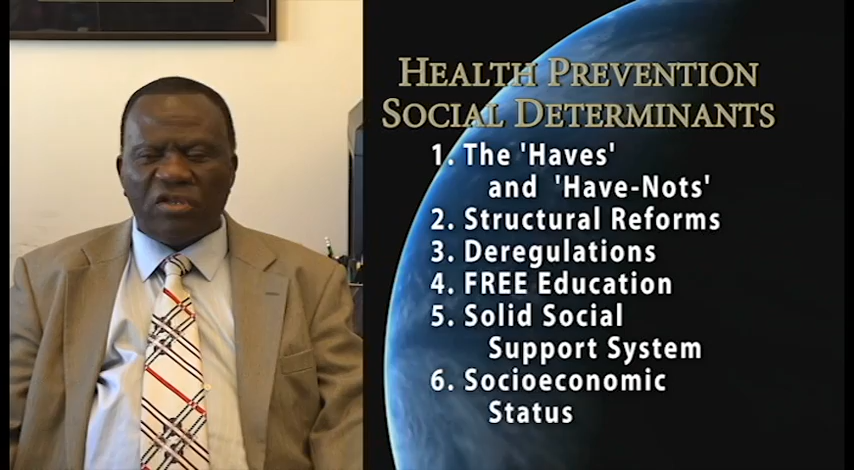 HEALTH PREVENTION
SOCIAL DETERMINANTS
1. The 'Haves'
and 'Have-Nots'
2. Structural Reforms
3. Deregulations
4. FREE Education
5. Solid Social
Support System
6. Socioeconomic
Status